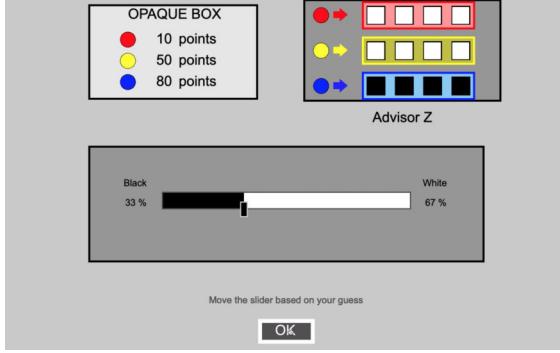 OPAQUE BOX
10 points
50 points
80 points
Advisor Z
Black
White
33 %
67 %
Move the slider based on your guess
OK